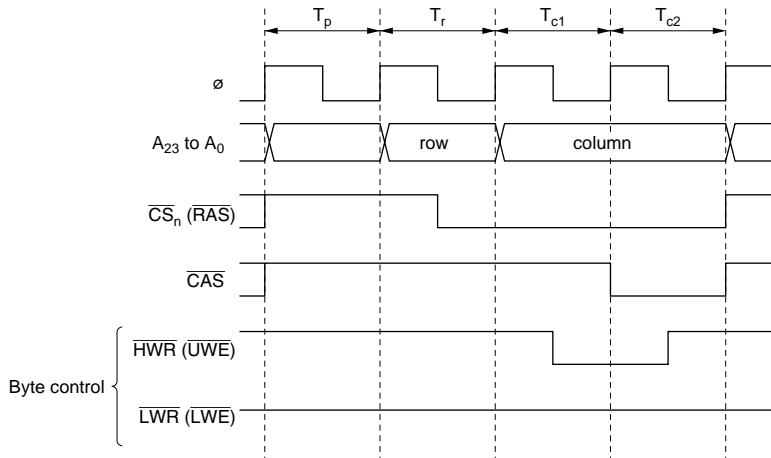 Tp Tr Tc1 Tc2
ø
A23 to A0 row column
CSn (RAS)
CAS
HWR (UWE)
Byte control
LWR (LWE)